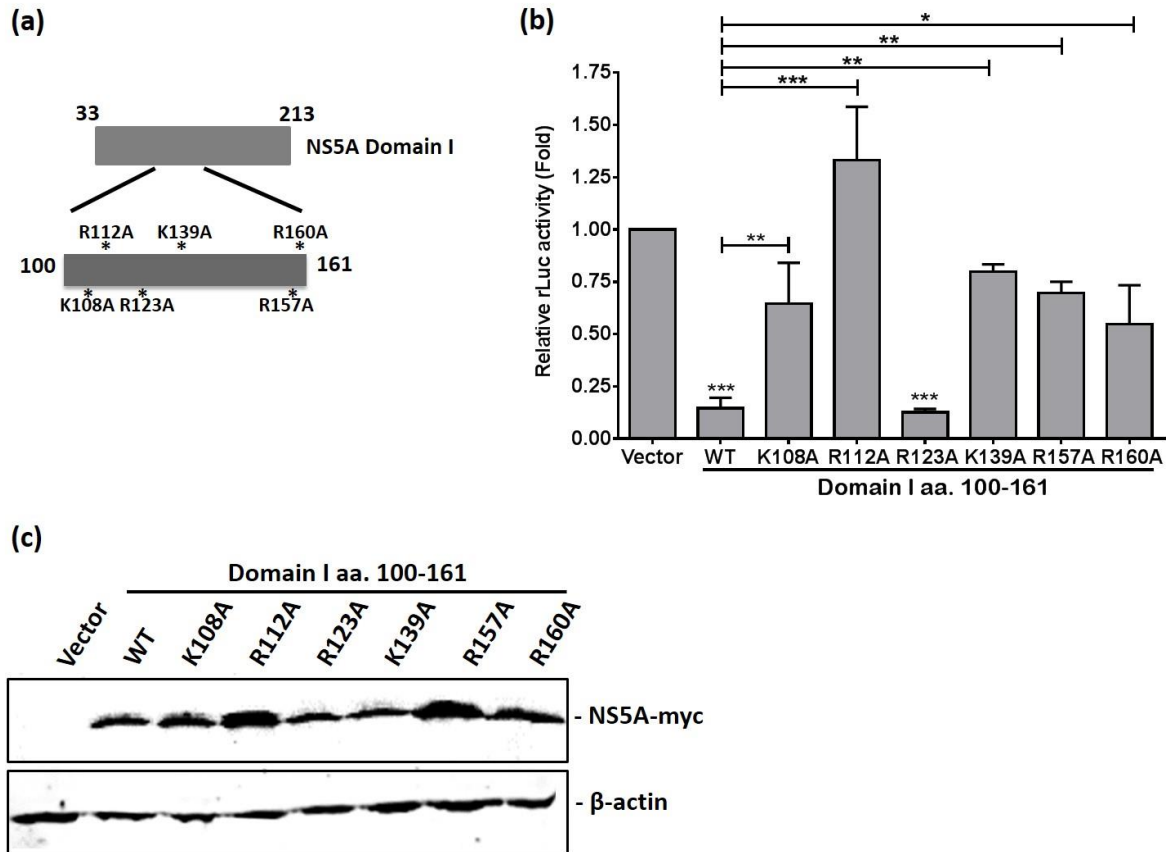 (a)
33
213
NS5A Domain I
R112A K139A R160A
* * *
100
161
* * *
K108A R123A R157A
(b)
*
**
**
***
**
*** ***
Relative rLuc activity (Fold)
1.75
1.50
1.25
1.00
0.75
0.50
0.25
0.00
Vector WT K108A R112A R123A K139A R157A R160A
Domain I aa. 100-161
(c)
Domain I aa. 100-161
Vector WT K108A R112A R123A K139A R157A R160A
- NS5A-myc
- β-actin